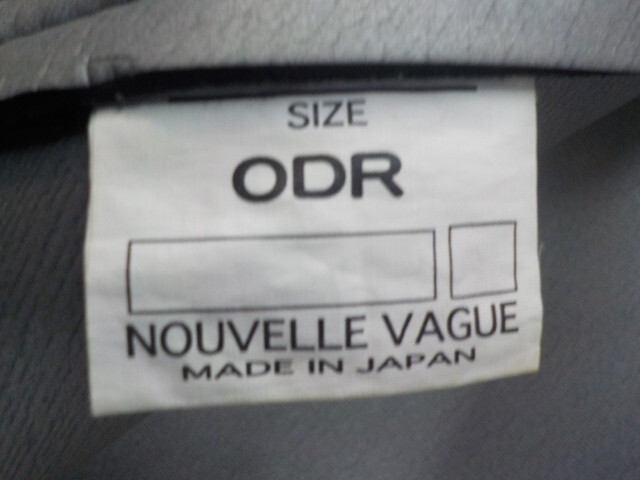 SIZE
ODR
NOUVELLE VAGUE
MADE IN JAPAN